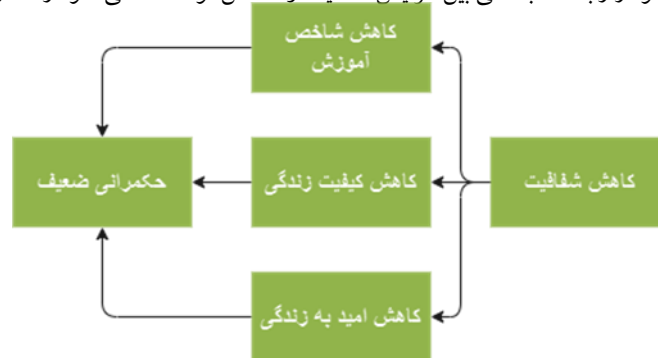 کاهش شاخص
آموزش
کاهش شفافیت
کاهش کیفیت زندگی
حکمرانی ضعیف
کاهش امید به زندگی